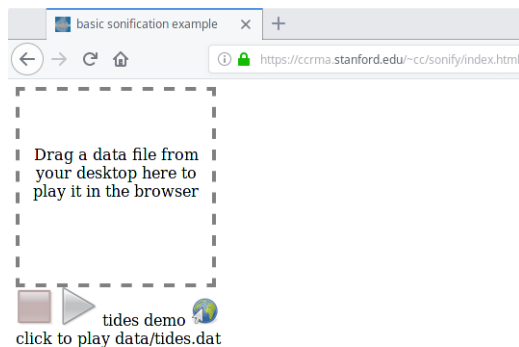 basic sonification example
https://ccrma.stanford.edu/~cc/sonify/index.html
Drag a data file from
your desktop here to
play it in the browser
tides demo
click to play data/tides.dat